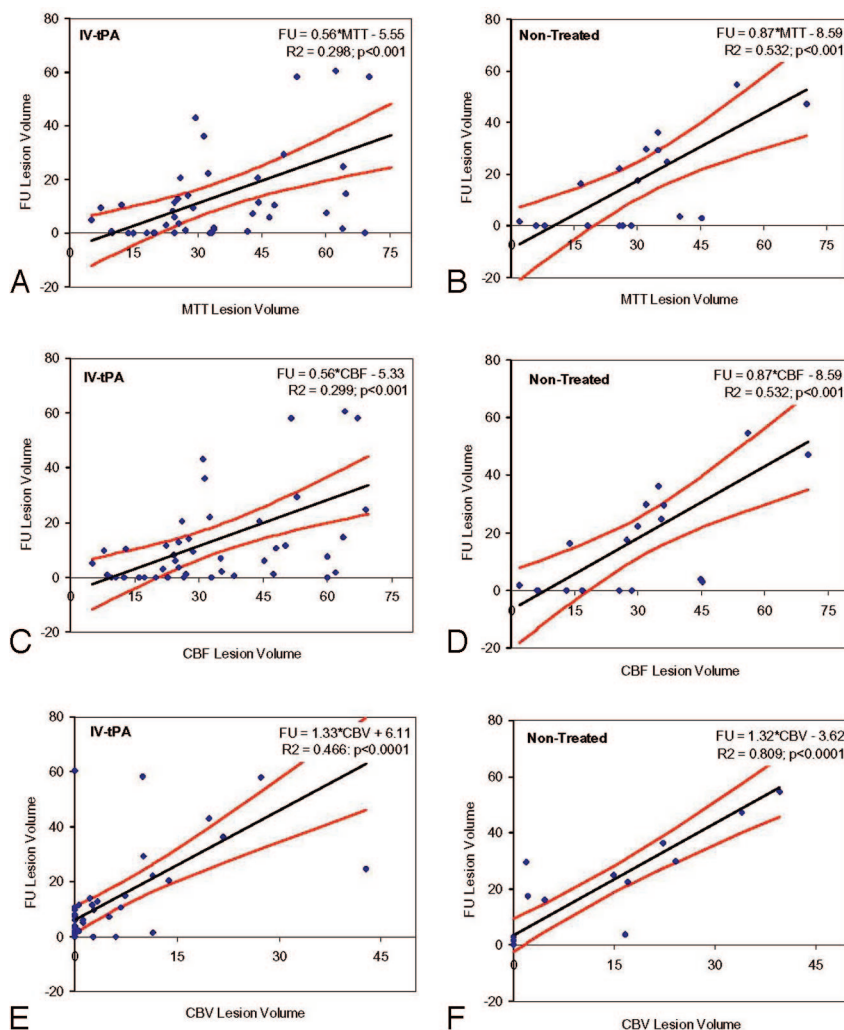 IV-tPA
FU = 0.56*MTT - 5.55
R2 = 0.298; p<0.001
80
60
40
20
0
-20
0 15 30 45 60 75 90
FU Lesion Volume
MTT Lesion Volume
A
Non-Treated
FU = 0.87*MTT - 8.59
R2 = 0.532; p<0.001
80
60
40
20
0
-20
0 15 30 45 60 75
FU Lesion Volume
MTT Lesion Volume
B
IV-tPA
FU = 0.56*CBF - 5.33
R2 = 0.299; p<0.001
80
60
40
20
0
-20
0 15 30 45 60 75
FU Lesion Volume
CBF Lesion Volume
C
Non-Treated
FU = 0.87*CBF - 8.59
R2 = 0.532; p<0.001
80
60
40
20
0
-20
0 15 30 45 60 75
FU Lesion Volume
CBF Lesion Volume
D
IV-tPA
FU = 1.33*CBV + 6.11
R2 = 0.466; p<0.0001
80
60
40
20
0
-20
0 15 30 45
FU Lesion Volume
CBV Lesion Volume
E
Non-Treated
FU = 1.32*CBV - 3.62
R2 = 0.809; p<0.0001
80
60
40
20
0
-20
0 15 30 45
FU Lesion Volume
CBV Lesion Volume
F